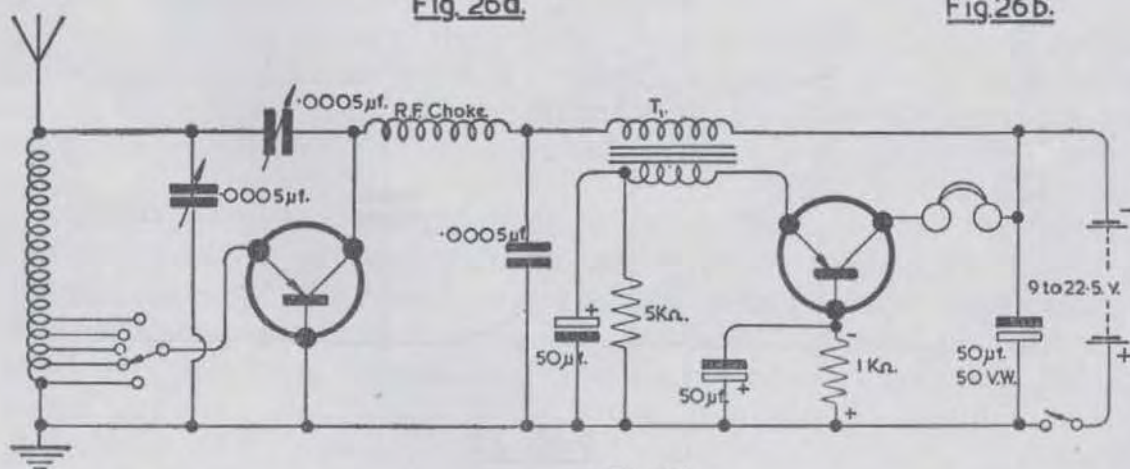 Fig. 26a.
Fig. 26b.
·0005µf.
R.F. Choke.
T₁.
·0005µf.
·0005µf
5KΩ.
50µf.
+
50µf.
+
-
1KΩ.
+
50µf.
50 V.W.
-
9 to 22·5.V.
+